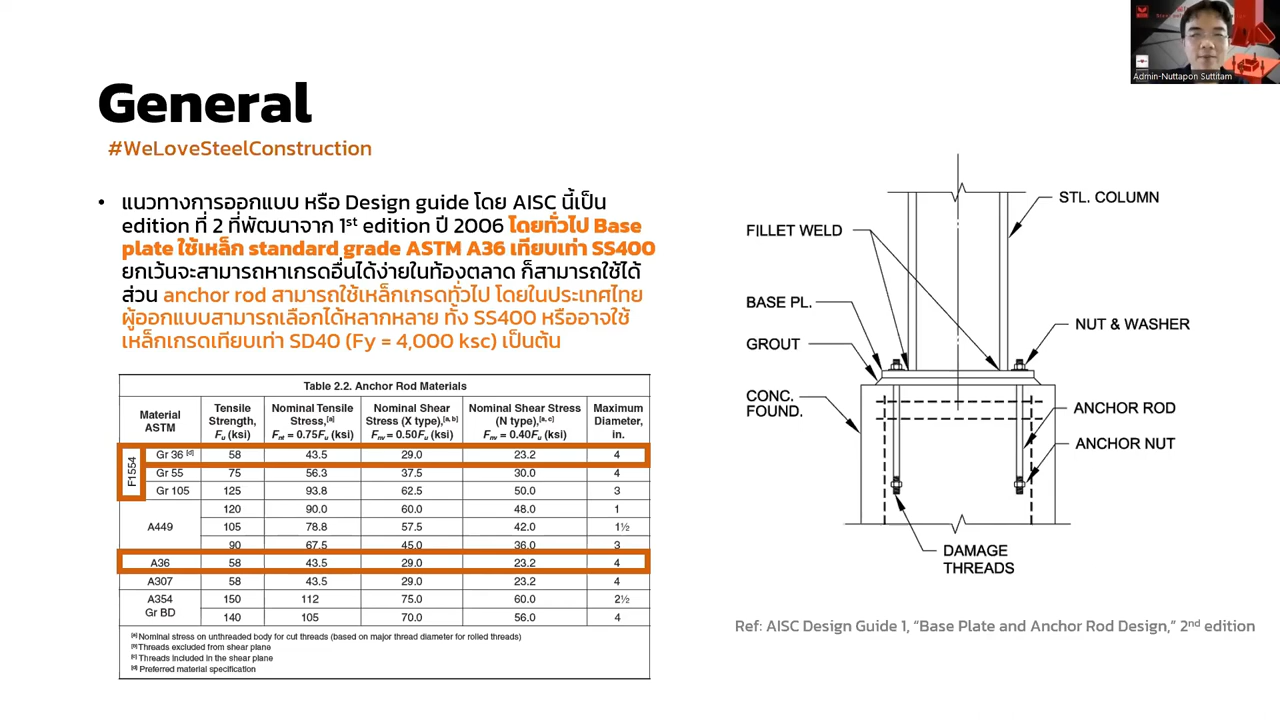 Admin-Nuttapon Suttitam
General
#WeLoveSteelConstruction
• แนวทางการออกแบบ หรือ Design guide โดย AISC นี้เป็น
edition ที่ 2 ที่พัฒนาจาก 1st edition ปี 2006 โดยทั่วไป Base
plate ใช้เหล็ก standard grade ASTM A36 เทียบเท่า SS400
ยกเว้นจะสามารถหาเกรดอื่นได้ง่ายในท้องตลาด ก็สามารถใช้ได้
ส่วน anchor rod สามารถใช้เหล็กเกรดทั่วไป โดยในประเทศไทย
ผู้ออกแบบสามารถเลือกได้หลากหลาย ทั้ง SS400 หรืออาจใช้
เหล็กเกรดเทียบเท่า SD40 (Fy = 4,000 ksc) เป็นต้น
Table 2.2. Anchor Rod Materials
Material ASTM | Tensile Strength, Fu (ksi) | Nominal Tensile Stress,[a] Fnt = 0.75Fu (ksi) | Nominal Shear Stress (X type),[a, b] Fnv = 0.50Fu (ksi) | Nominal Shear Stress (N type),[a, c] Fnv = 0.40Fu (ksi) | Maximum Diameter, in.
F1554
Gr 36 [d] 58 43.5 29.0 23.2 4
Gr 55 75 56.3 37.5 30.0 4
Gr 105 125 93.8 62.5 50.0 3
120 90.0 60.0 48.0 1
A449 105 78.8 57.5 42.0 1½
90 67.5 45.0 36.0 3
A36 58 43.5 29.0 23.2 4
A307 58 43.5 29.0 23.2 4
A354 150 112 75.0 60.0 2½
Gr BD 140 105 70.0 56.0 4
[a] Nominal stress on unthreaded body for cut threads (based on major thread diameter for rolled threads)
[b] Threads excluded from shear plane
[c] Threads included in the shear plane
[d] Preferred material specification
STL. COLUMN
FILLET WELD
BASE PL.
NUT & WASHER
GROUT
CONC.
FOUND.
ANCHOR ROD
ANCHOR NUT
DAMAGE
THREADS
Ref: AISC Design Guide 1, “Base Plate and Anchor Rod Design,” 2nd edition